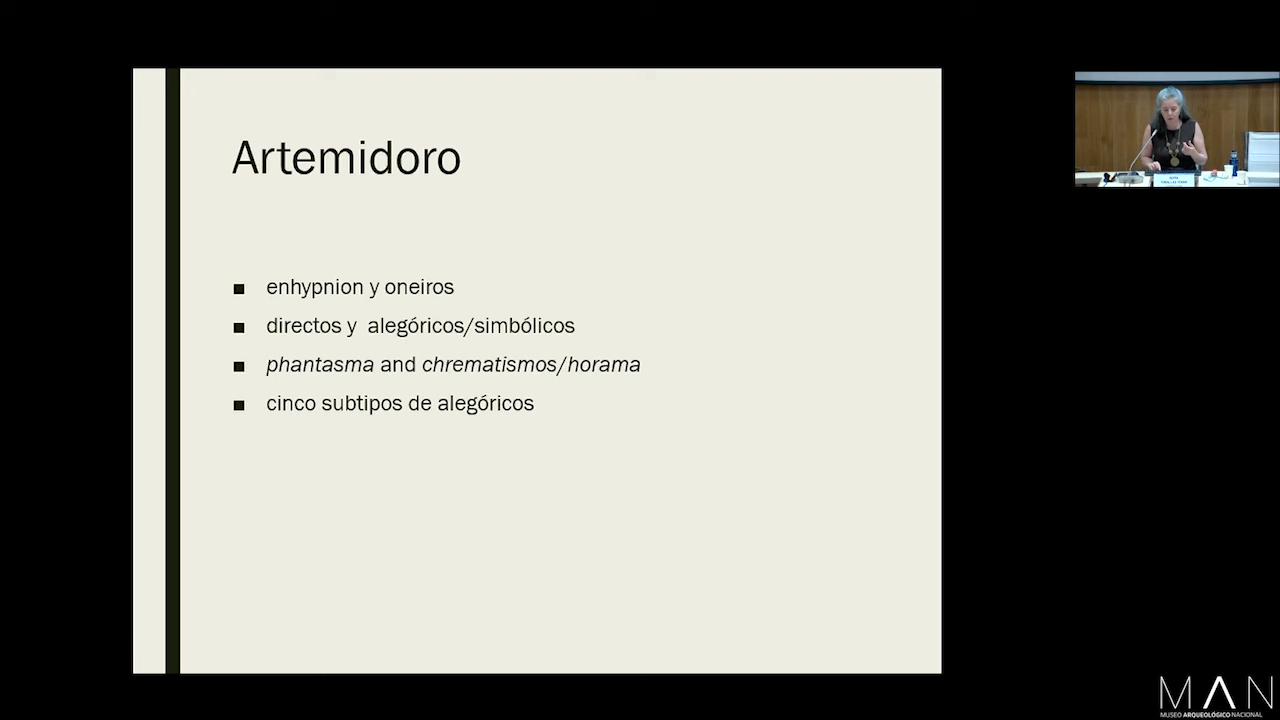 Artemidoro
enhypnion y oneiros
directos y alegóricos/simbólicos
phantasma and chrematismos/horama
cinco subtipos de alegóricos
MAN
MUSEO ARQUEOLÓGICO NACIONAL